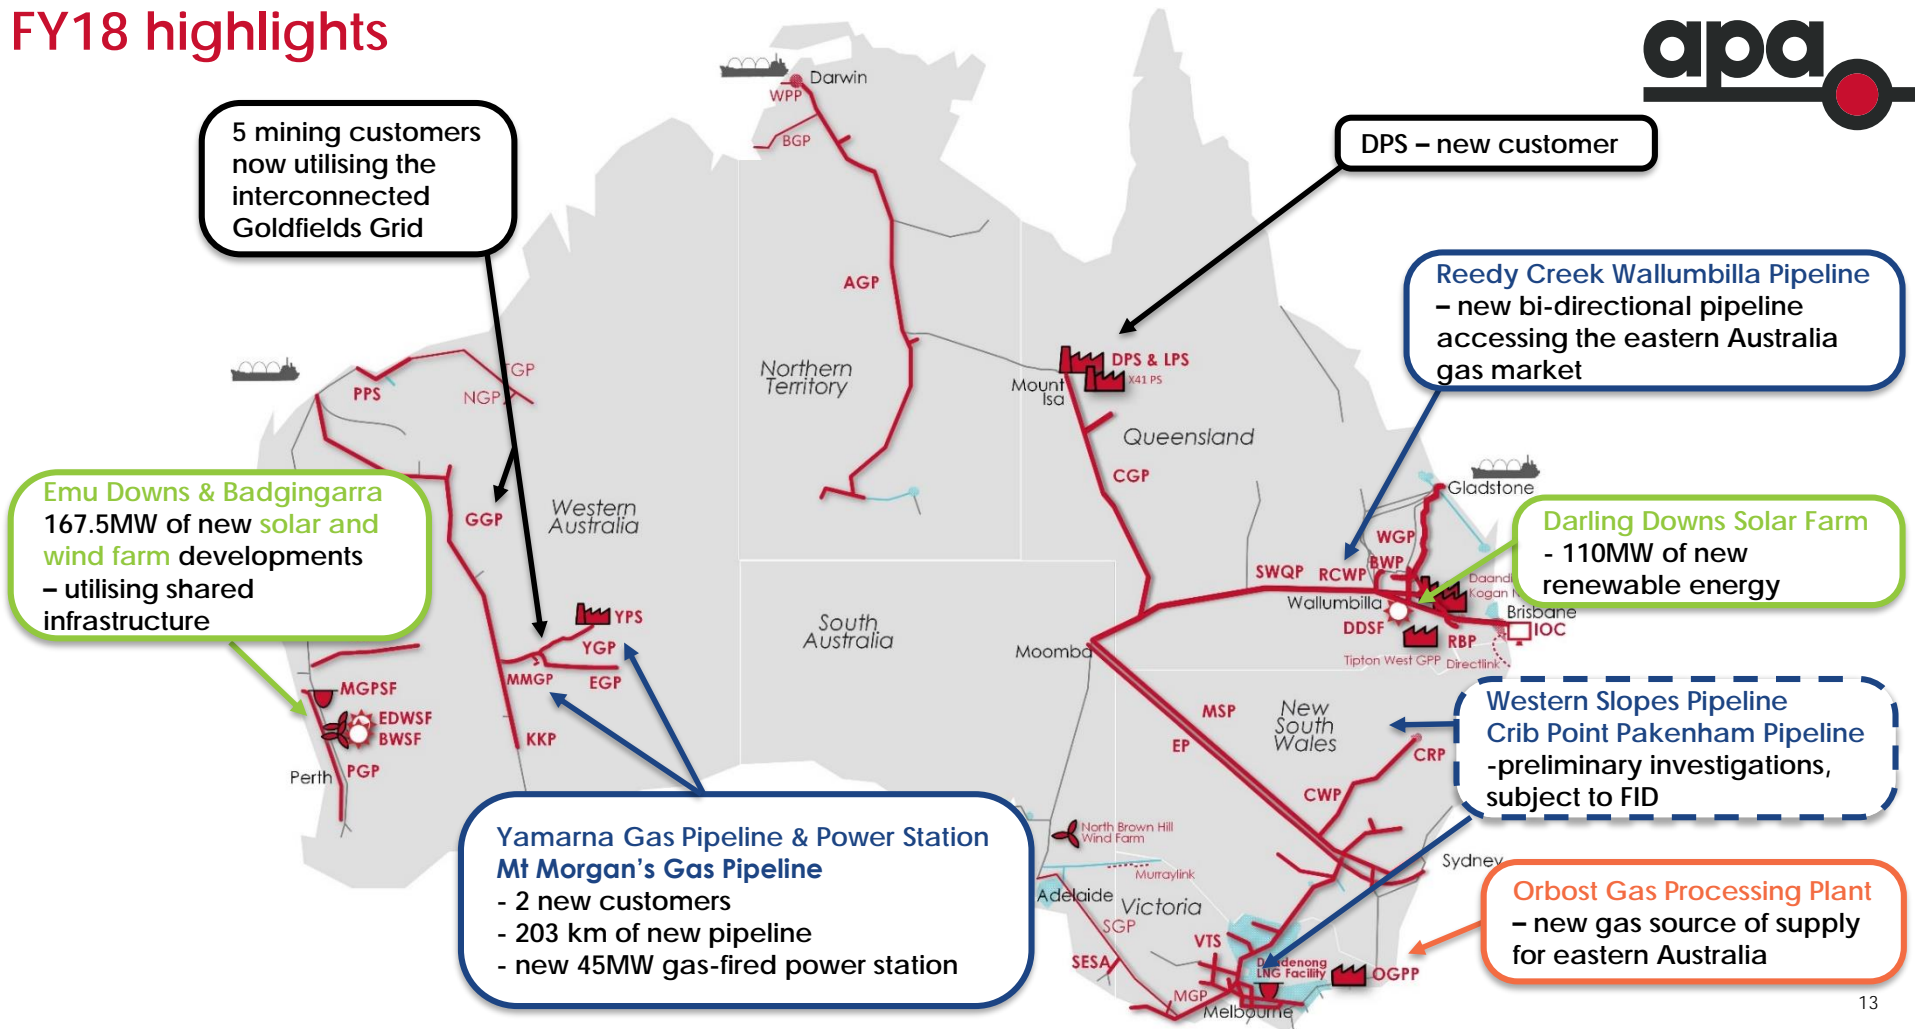 FY18 highlights
apa
5 mining customers
now utilising the
interconnected
Goldfields Grid
DPS – new customer
Reedy Creek Wallumbilla Pipeline
– new bi-directional pipeline
accessing the eastern Australia
gas market
Emu Downs & Badgingarra
167.5MW of new solar and
wind farm developments
– utilising shared
infrastructure
Darling Downs Solar Farm
- 110MW of new
renewable energy
Yamarna Gas Pipeline & Power Station
Mt Morgan's Gas Pipeline
- 2 new customers
- 203 km of new pipeline
- new 45MW gas-fired power station
Western Slopes Pipeline
Crib Point Pakenham Pipeline
-preliminary investigations,
subject to FID
Orbost Gas Processing Plant
– new gas source of supply
for eastern Australia
Darwin
WPP
BGP
AGP
Northern
Territory
DPS & LPS
X41 PS
Mount
Isa
Queensland
CGP
Gladstone
WGP
BWP
SWQP
RCWP
Wallumbilla
DDSF
Kogan
Brisbane
IOC
RBP
Tipton West GPP
Directlink
PPS
NGP
GGP
Western
Australia
YPS
YGP
MMGP
EGP
KKP
MGPSF
EDWSF
BWSF
Perth
PGP
South
Australia
Moomba
MSP
EP
New
South
Wales
CRP
CWP
Sydney
North Brown Hill
Wind Farm
Murraylink
Adelaide
Victoria
SGP
SESA
VTS
LNG Facility
OGPP
MGP
Melbourne
13